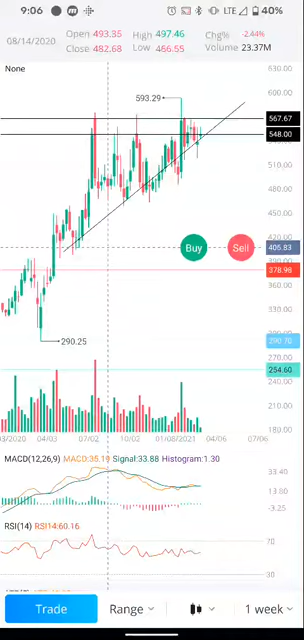 9:06 LTE 40%
08/14/2020 Open 493.35 High 497.46 Chg% -2.44%
Close 482.68 Low 466.55 Volume 23.37M
None
630.00
593.29
600.00
567.67
548.00
510.00
480.00
450.00
Buy Sell 405.83
378.98
360.00
330.00
290.25 290.70
254.60
210.00
180.00
03/2020 04/03 07/02 10/02 01/08/2021 04/06 07/06
MACD(12,26,9) MACD:35.19 Signal:33.88 Histogram:1.30
33.40
13.80
-3.25
RSI(14) RSI14:60.16
70
30
Trade Range 1 week